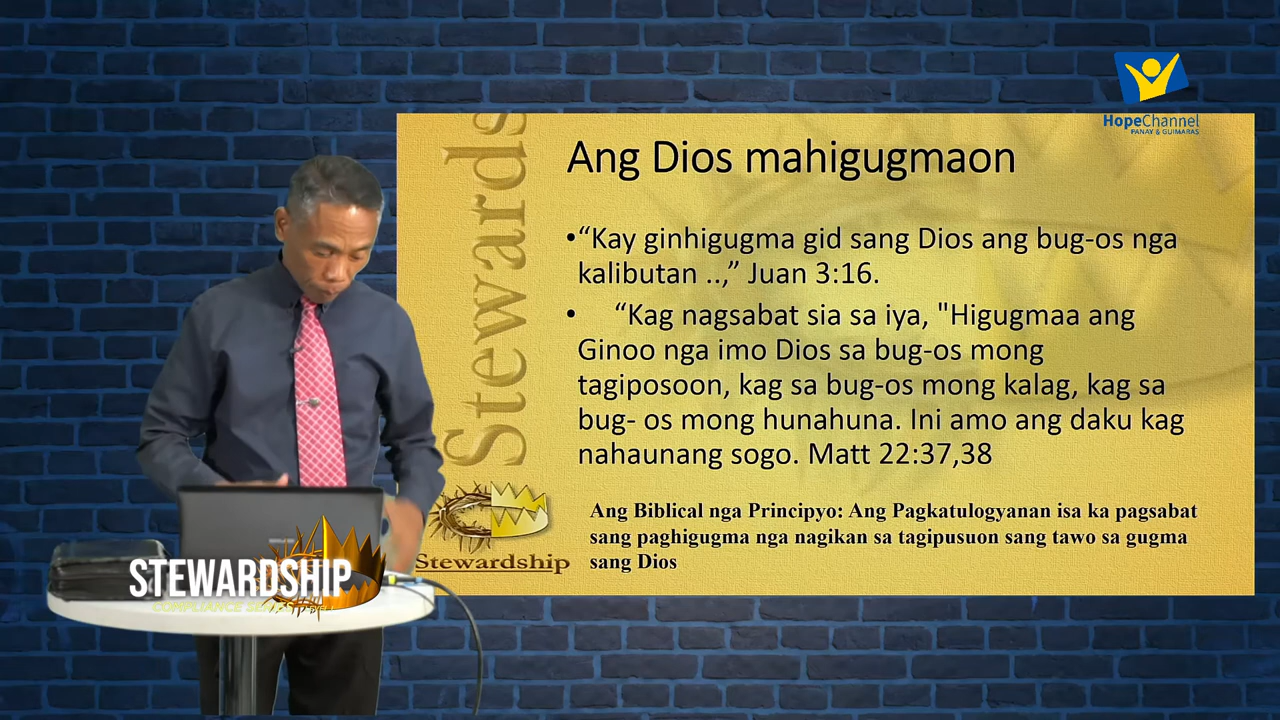 HopeChannel
PANAY & GUIMARAS
Stewards
Ang Dios mahigugmaon
•“Kay ginhigugma gid sang Dios ang bug-os nga
kalibutan ..,” Juan 3:16.
• “Kag nagsabat sia sa iya, "Higugmaa ang
Ginoo nga imo Dios sa bug-os mong
tagiposoon, kag sa bug-os mong kalag, kag sa
bug- os mong hunahuna. Ini amo ang daku kag
nahaunang sogo. Matt 22:37,38
Ang Biblical nga Principyo: Ang Pagkatulogyanan isa ka pagsabat
sang paghigugma nga nagikan sa tagipusuon sang tawo sa gugma
sang Dios
Stewardship
STEWARDSHIP
COMPLIANCE